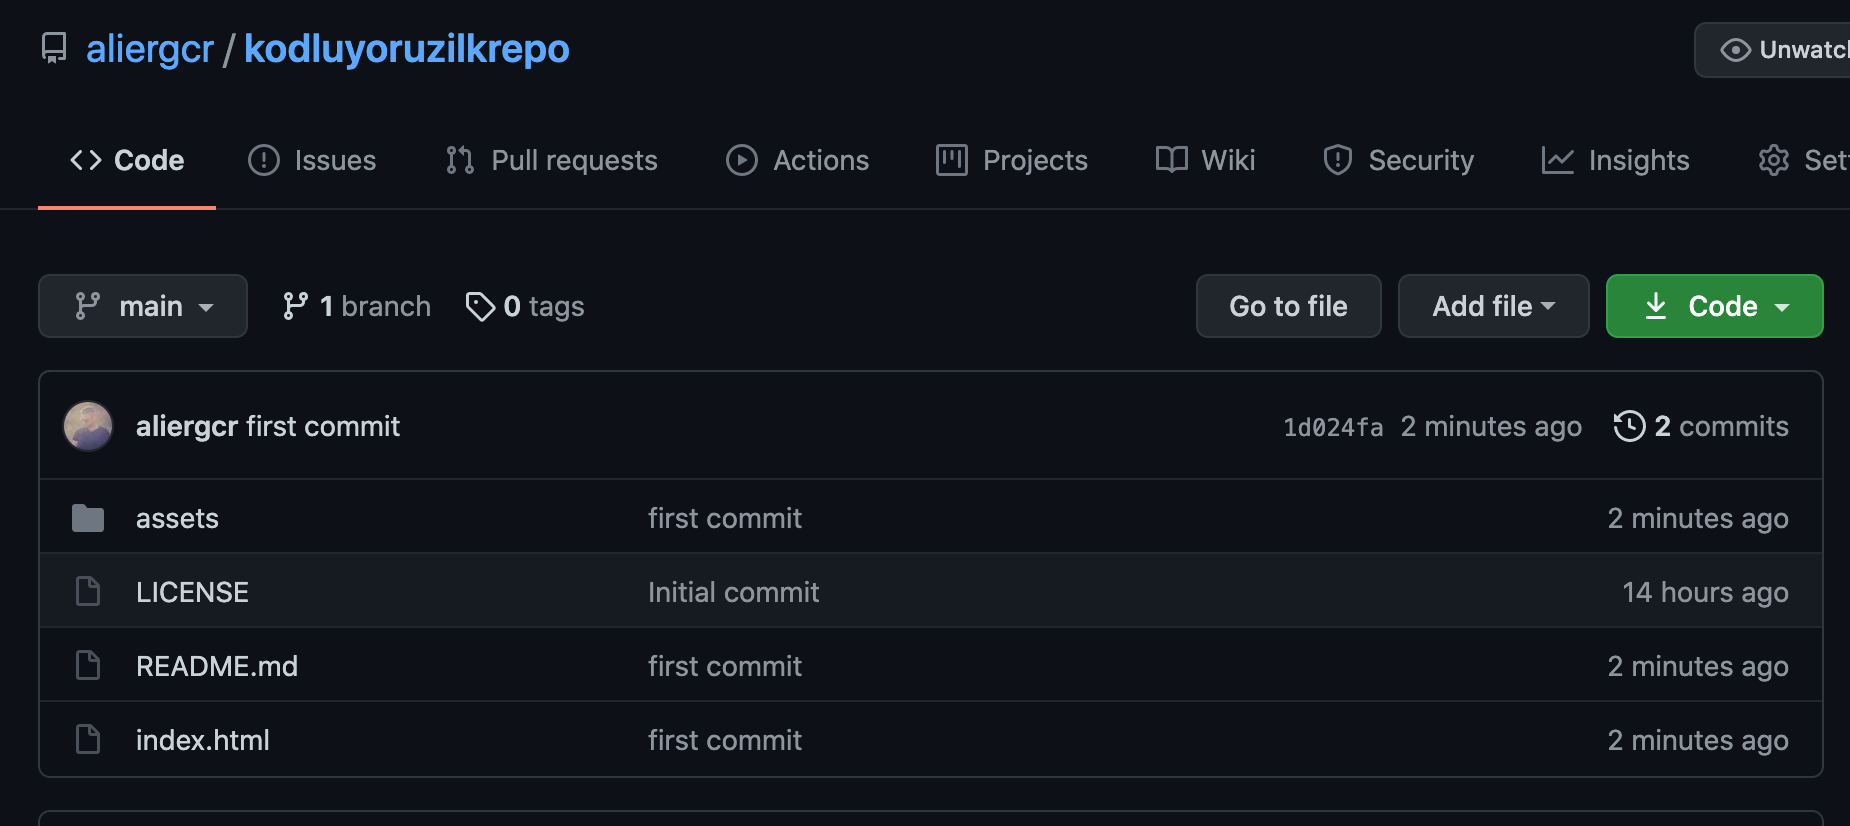 aliergcr / kodluyoruzilkrepo
Code Issues Pull requests Actions Projects Wiki Security Insights
main 1 branch 0 tags Go to file Add file Code
aliergcr first commit 1d024fa 2 minutes ago 2 commits
assets first commit 2 minutes ago
LICENSE Initial commit 14 hours ago
README.md first commit 2 minutes ago
index.html first commit 2 minutes ago